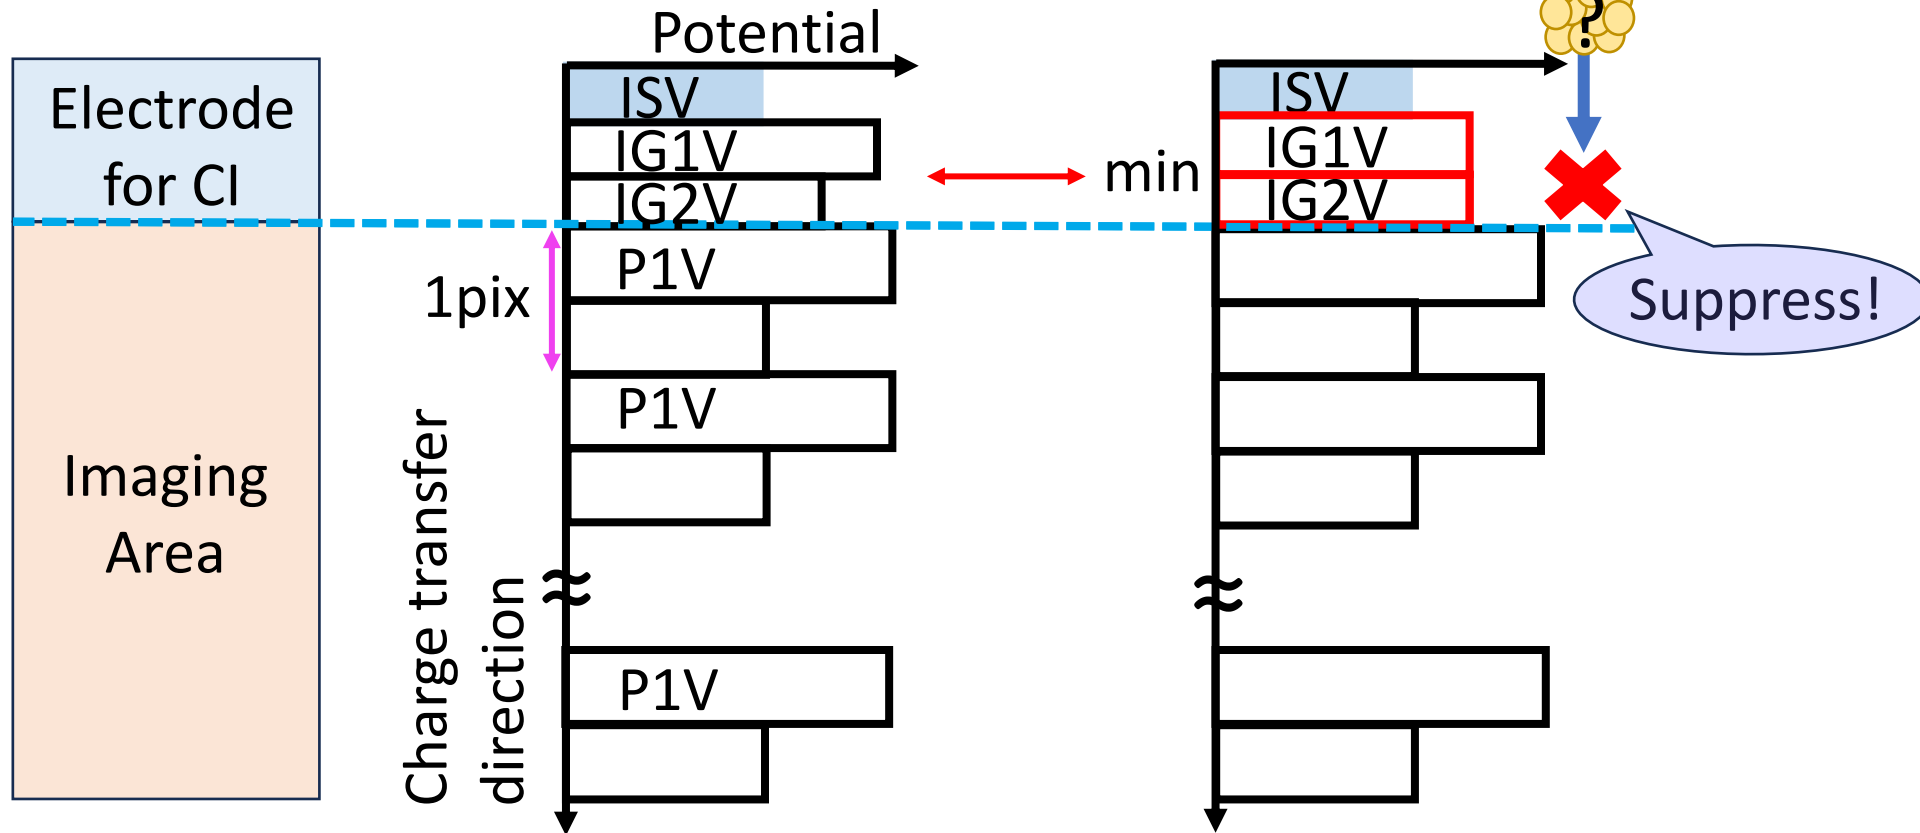 Electrode
for CI
Imaging
Area
Potential
ISV
IG1V
IG2V
P1V
1pix
P1V
P1V
Charge transfer
direction
min
ISV
IG1V
IG2V
?
Suppress!